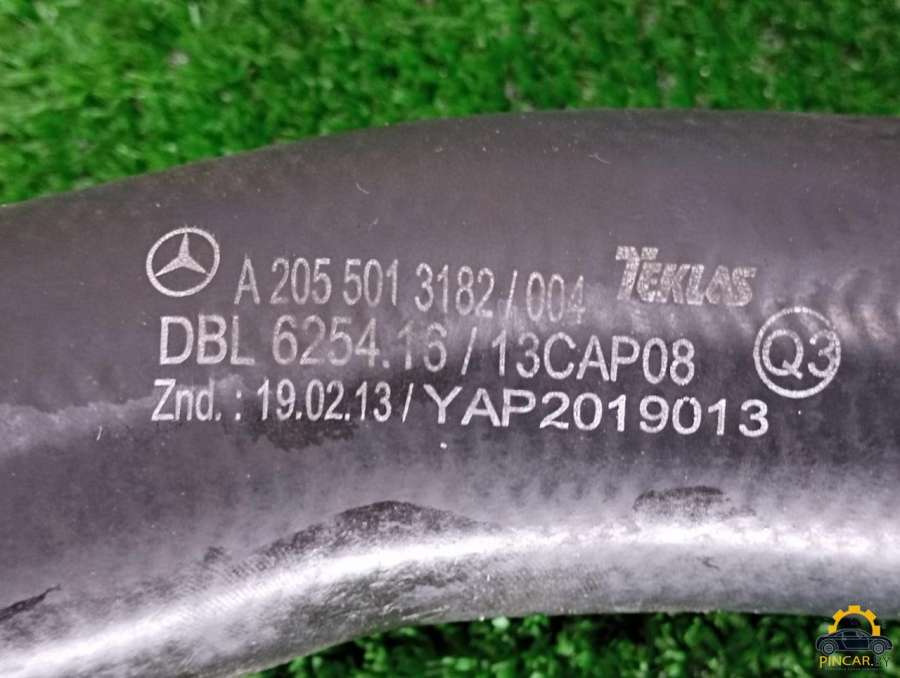 A 205 501 3182/004 TEKLAS
DBL 6254.16 / 13CAP08 Q3
Znd. : 19.02.13 / YAP2019013
PINCAR.BY